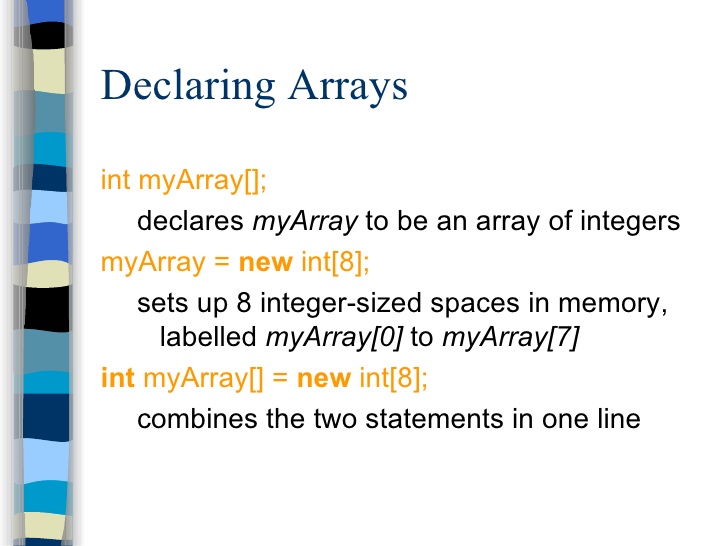 Declaring Arrays
int myArray[];
declares myArray to be an array of integers
myArray = new int[8];
sets up 8 integer-sized spaces in memory,
labelled myArray[0] to myArray[7]
int myArray[] = new int[8];
combines the two statements in one line